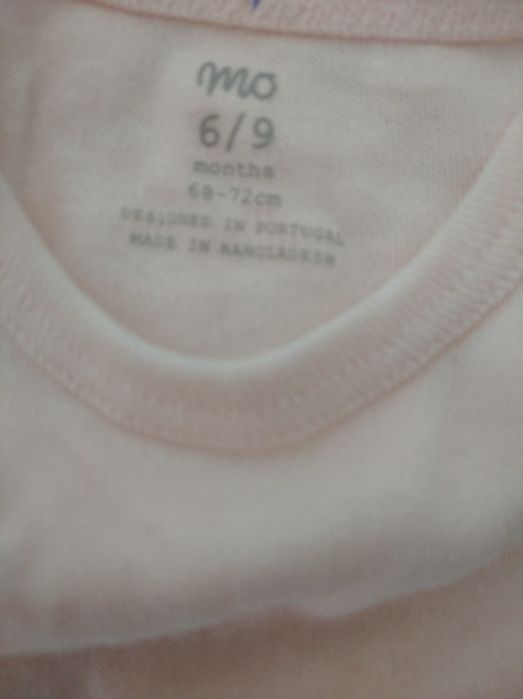 mo
6/9
months
68-72cm
DESIGNED IN PORTUGAL
MADE IN BANGLADESH